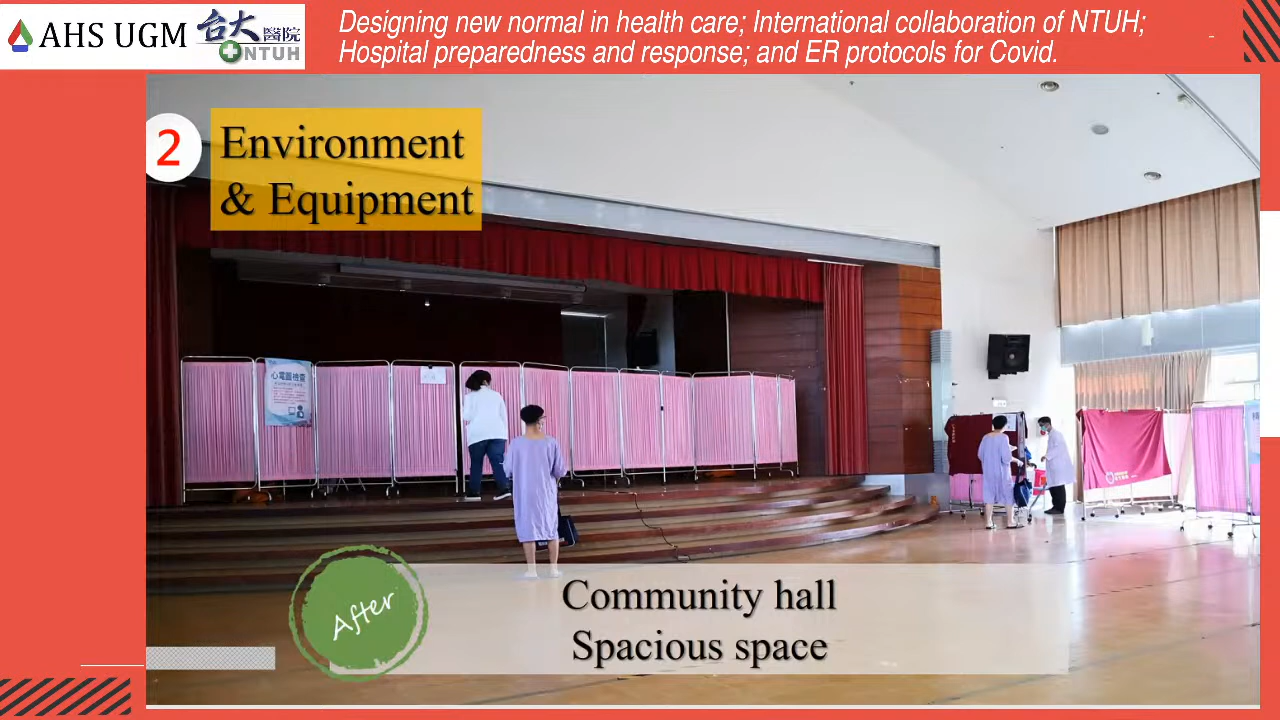 AHS UGM
台大醫院
NTUH
Designing new normal in health care; International collaboration of NTUH;
Hospital preparedness and response; and ER protocols for Covid.
2
Environment
& Equipment
心電圖檢查
After
Community hall
Spacious space